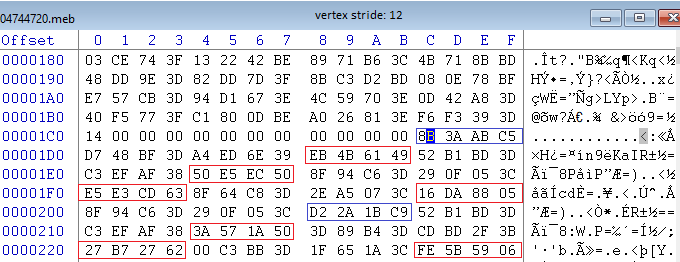 04744720.meb vertex stride: 12
Offset 0 1 2 3 4 5 6 7 8 9 A B C D E F
00000180 03 CE 74 3F 13 22 42 BE 89 71 B6 3C 4B 71 8B BD .Ît?."B¾‰q¶<Kq‹½
00000190 48 DD 9E 3D 82 DD 7D 3F 8B C3 D2 BD 08 0E 78 BF HÝž=‚Ý}?‹ÃÒ½..x¿
000001A0 E7 57 CB 3D 94 D1 67 3E 4C 59 70 3E 0D 42 A8 3D çWË=”Ñg>LYp>.B¨=
000001B0 40 F5 77 3F C1 80 0D BE A0 26 81 3E F6 F3 39 3D @õw?Á€.¾ &.>öó9=
000001C0 14 00 00 00 00 00 00 00 00 00 00 00 8B 3A AB C5 ............‹:«Å
000001D0 D7 48 BF 3D A4 ED 6E 39 EB 4B 61 49 52 B1 BD 3D ×H¿=¤ín9ëKaIR±½=
000001E0 C3 EF AF 38 50 E5 EC 50 8F 94 C6 3D 29 0F 05 3C Ãï¯8PåìP.”Æ=)..<
000001F0 E5 E3 CD 63 8F 64 C8 3D 2E A5 07 3C 16 DA 88 05 åãÍc.dÈ=.¥.<.Úˆ.
00000200 8F 94 C6 3D 29 0F 05 3C D2 2A 1B C9 52 B1 BD 3D .”Æ=)..<Ò*.ÉR±½=
00000210 C3 EF AF 38 3A 57 1A 50 3D 89 B4 3D CD BD 2F 3B Ãï¯8:W.P=‰´=Í½/;
00000220 27 B7 27 62 00 C3 BB 3D 1F 65 1A 3C FE 5B 59 06 '·'b.Ã»=.e.<þ[Y.